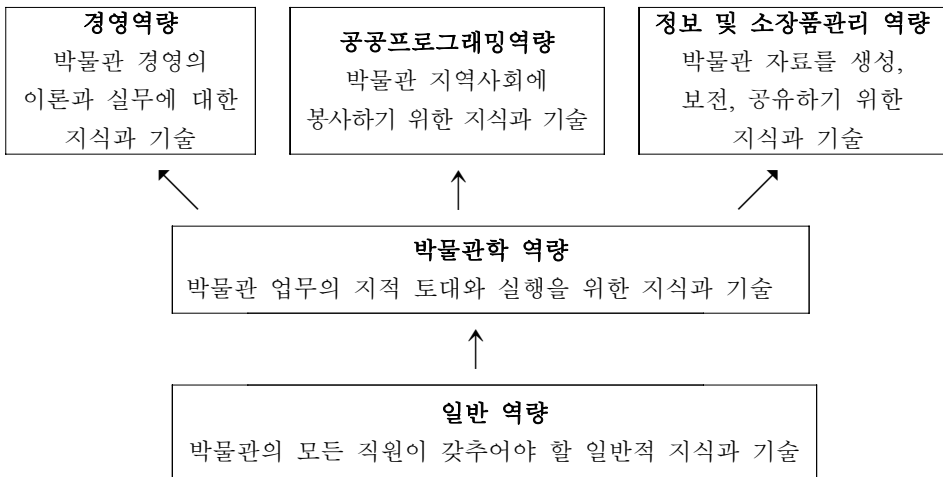 경영역량
박물관 경영의
이론과 실무에 대한
지식과 기술
공공프로그래밍역량
박물관 지역사회에
봉사하기 위한 지식과 기술
정보 및 소장품관리 역량
박물관 자료를 생성,
보전, 공유하기 위한
지식과 기술
박물관학 역량
박물관 업무의 지적 토대와 실행을 위한 지식과 기술
일반 역량
박물관의 모든 직원이 갖추어야 할 일반적 지식과 기술